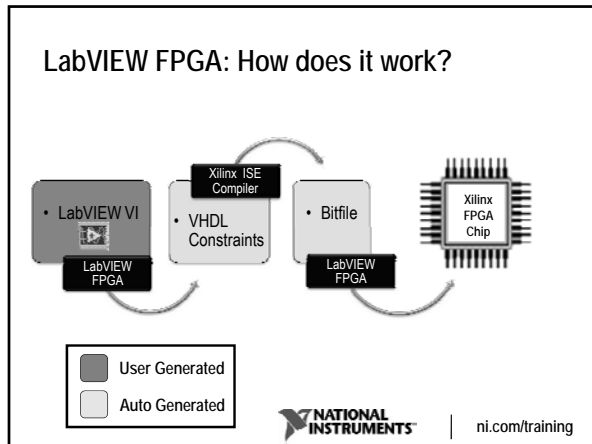 LabVIEW FPGA: How does it work?
Xilinx ISE
Compiler
• LabVIEW VI
• VHDL
Constraints
• Bitfile
Xilinx
FPGA
Chip
LabVIEW
FPGA
LabVIEW
FPGA
User Generated
Auto Generated
NATIONAL
INSTRUMENTS™
ni.com/training